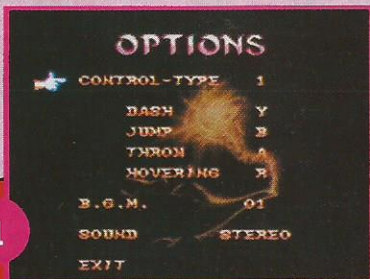 OPTIONS
CONTROL-TYPE 1
DASH Y
JUMP B
THROW A
HOVERING R
B.G.M. 01
SOUND STEREO
EXIT